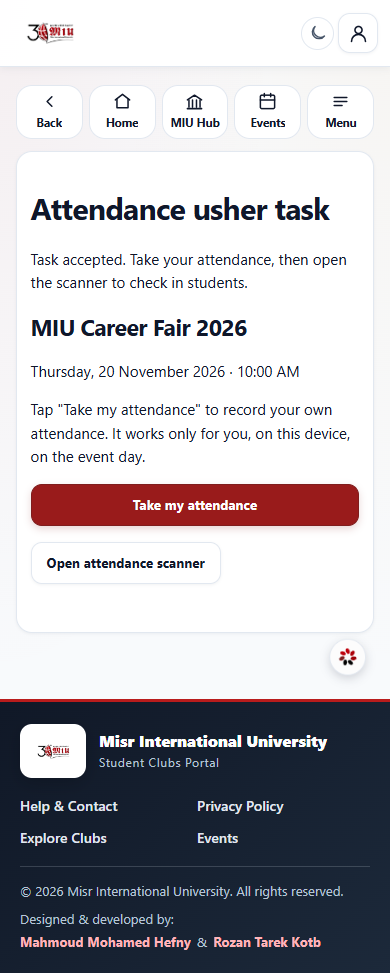 Back
Home
MIU Hub
Events
Menu
Attendance usher task
Task accepted. Take your attendance, then open
the scanner to check in students.
MIU Career Fair 2026
Thursday, 20 November 2026 · 10:00 AM
Tap "Take my attendance" to record your own
attendance. It works only for you, on this device,
on the event day.
Take my attendance
Open attendance scanner
Misr International University
Student Clubs Portal
Help & Contact
Privacy Policy
Explore Clubs
Events
© 2026 Misr International University. All rights reserved.
Designed & developed by:
Mahmoud Mohamed Hefny & Rozan Tarek Kotb